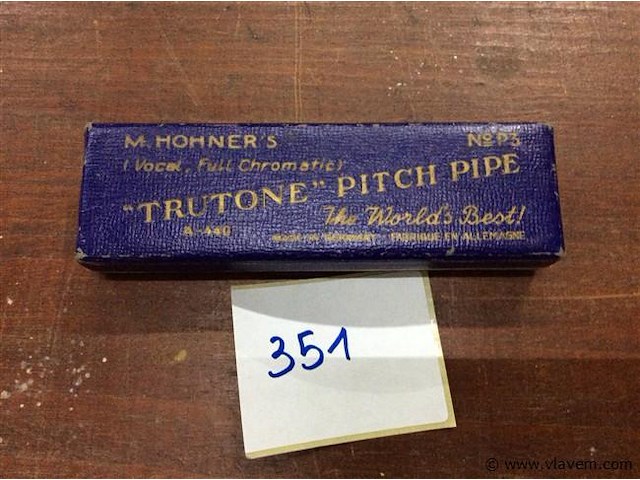 M. HOHNER'S No P3
(Vocal, Full Chromatic)
"TRUTONE" PITCH PIPE
A-440 The World's Best!
MADE IN GERMANY FABRIQUÉ EN ALLEMAGNE
351
© www.vlavem.com